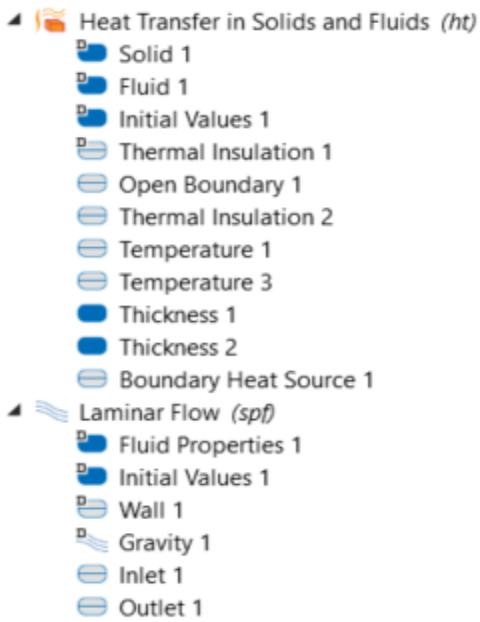 Heat Transfer in Solids and Fluids (ht)
D Solid 1
D Fluid 1
D Initial Values 1
D Thermal Insulation 1
Open Boundary 1
Thermal Insulation 2
Temperature 1
Temperature 3
Thickness 1
Thickness 2
Boundary Heat Source 1
Laminar Flow (spf)
D Fluid Properties 1
D Initial Values 1
D Wall 1
D Gravity 1
Inlet 1
Outlet 1